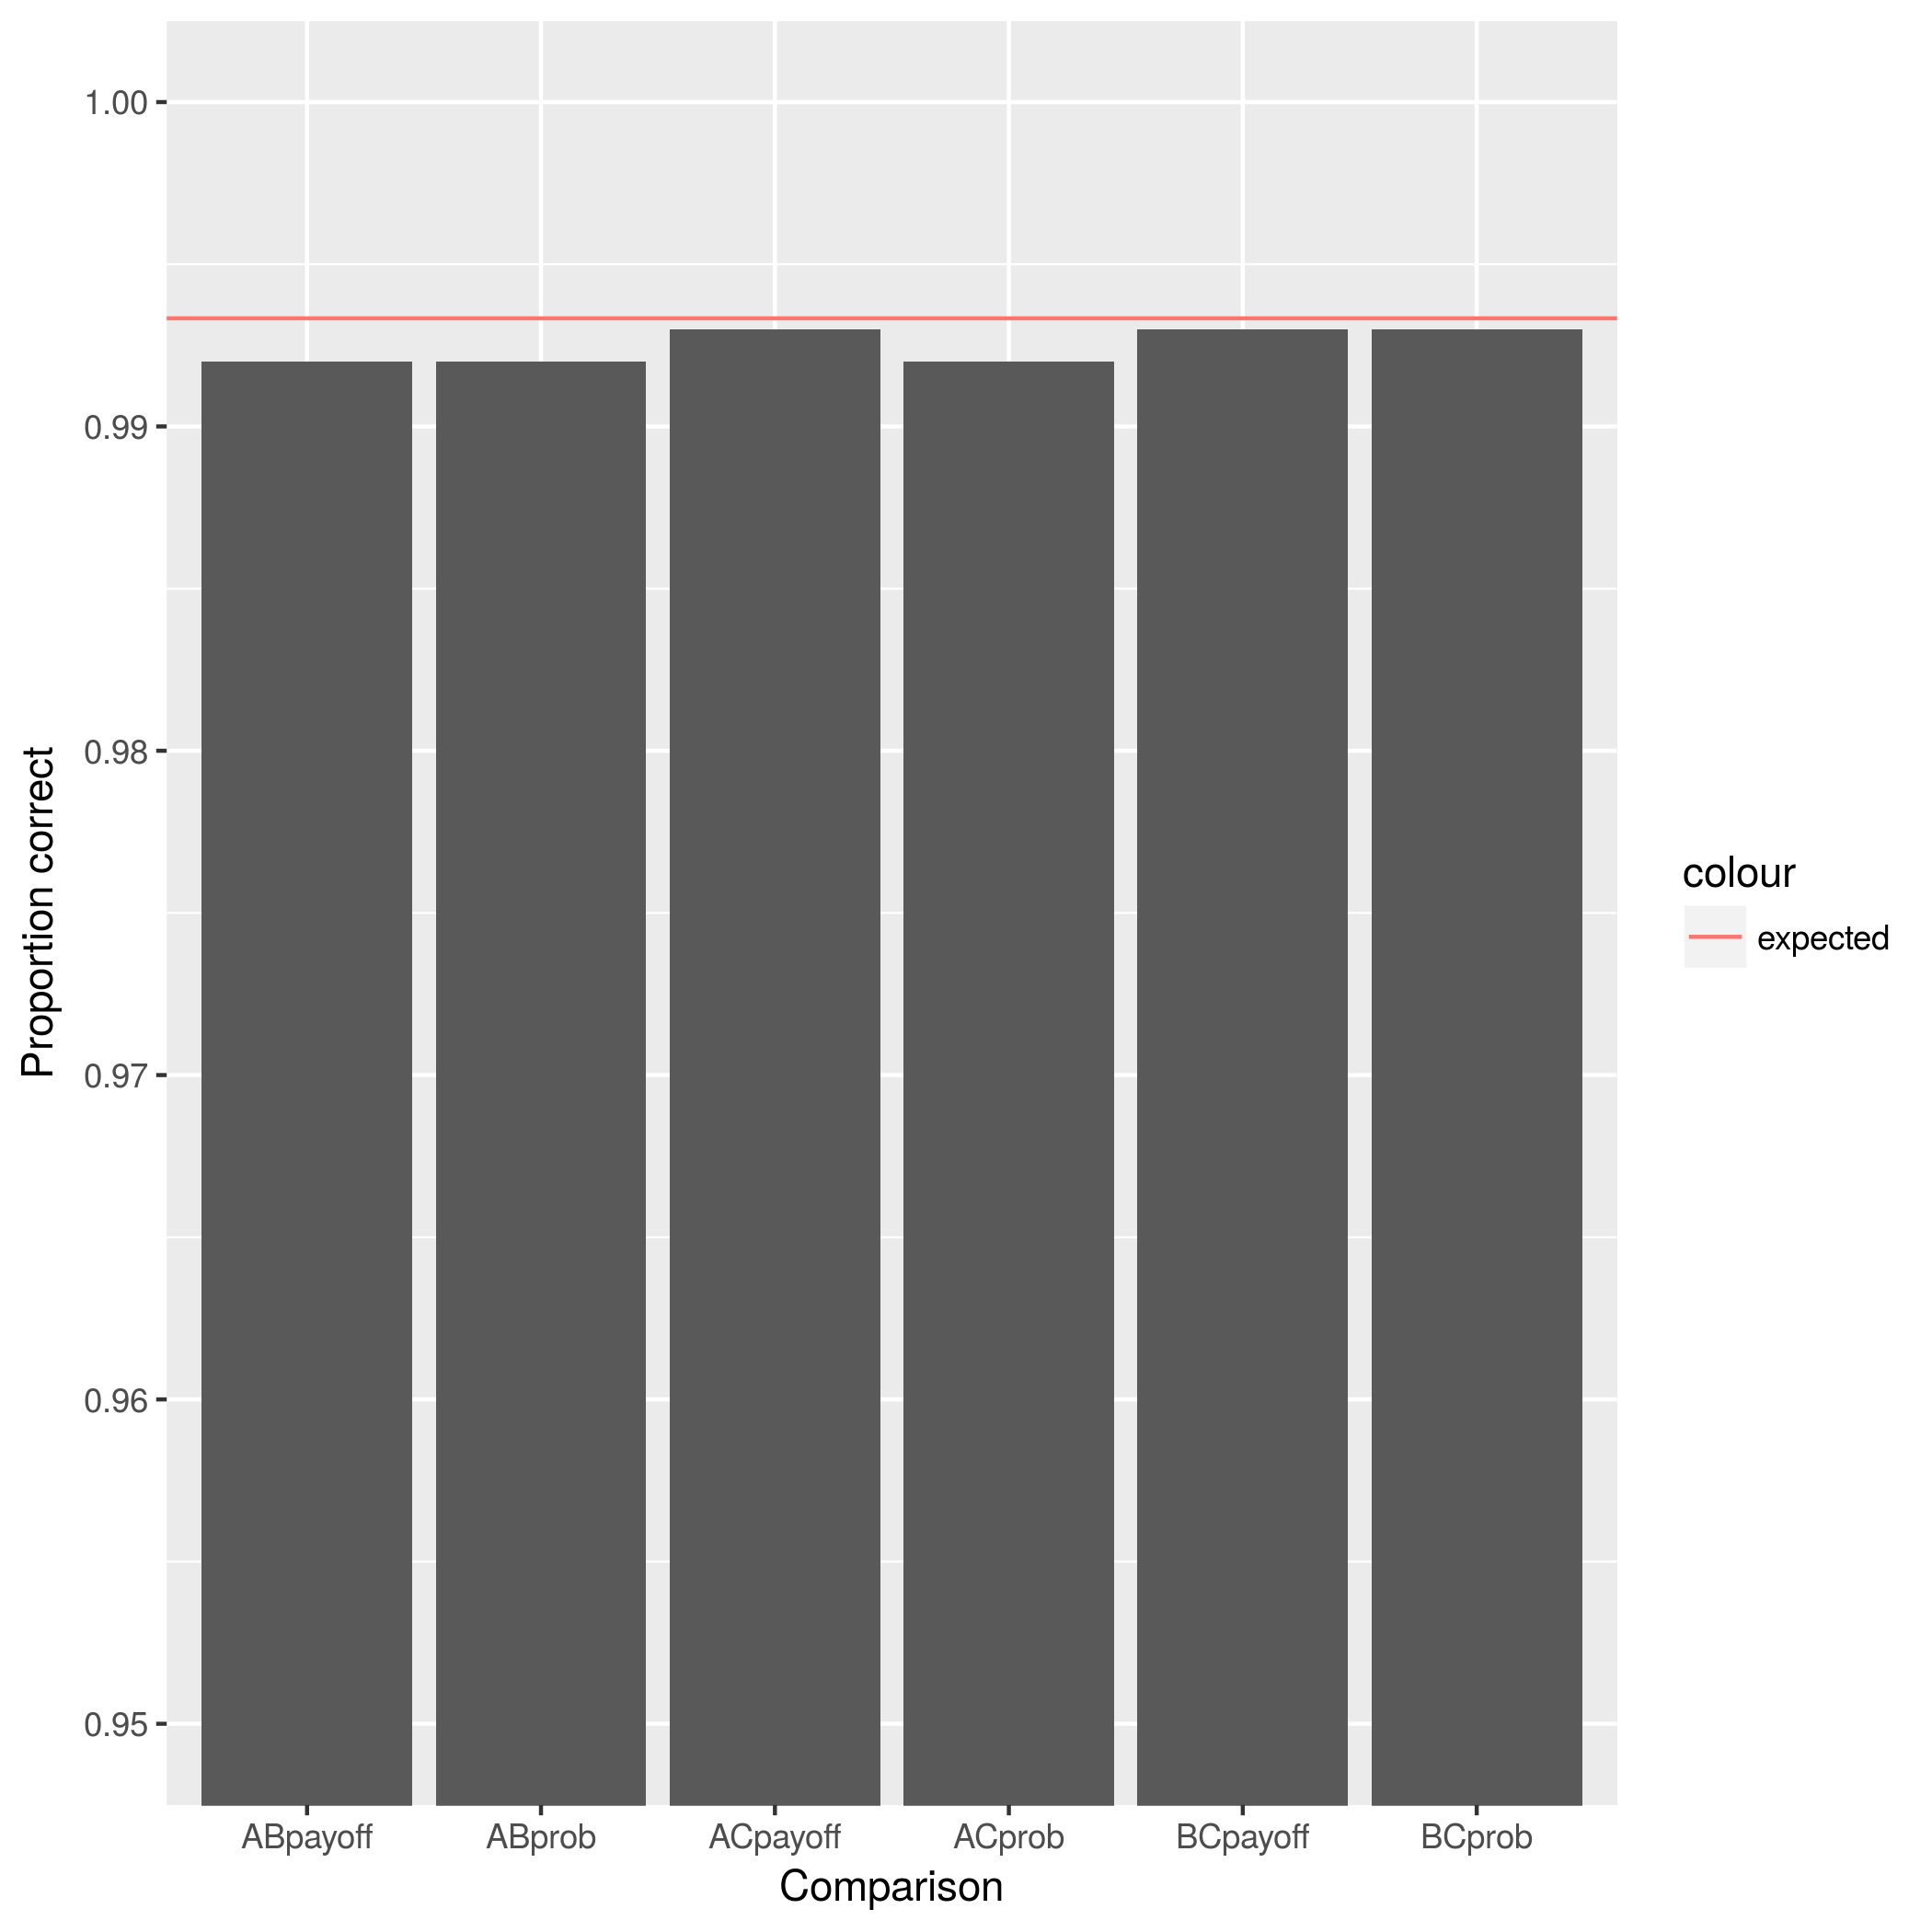 1.00
0.99
0.98
0.97
0.96
0.95
Proportion correct
ABpayoff ABprob ACpayoff ACprob BCpayoff BCprob
Comparison
colour
expected